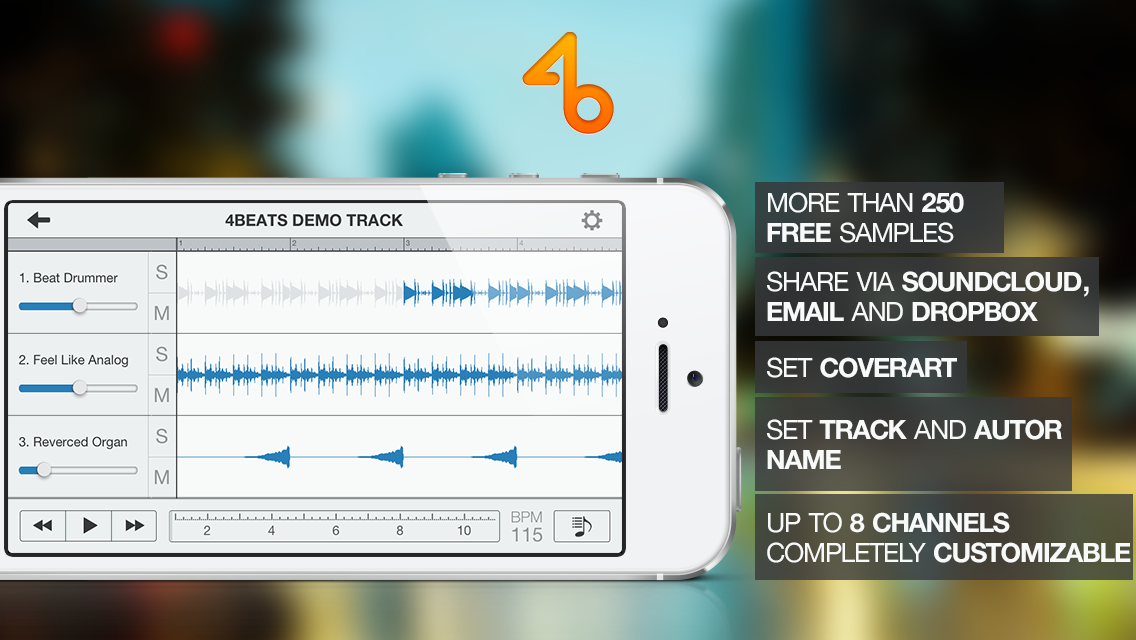 4b
4BEATS DEMO TRACK
1 2 3 4
1. Beat Drummer
S
M
2. Feel Like Analog
S
M
3. Reverced Organ
S
M
2 4 6 8 10
BPM
115
MORE THAN 250
FREE SAMPLES
SHARE VIA SOUNDCLOUD,
EMAIL AND DROPBOX
SET COVERART
SET TRACK AND AUTOR
NAME
UP TO 8 CHANNELS
COMPLETELY CUSTOMIZABLE